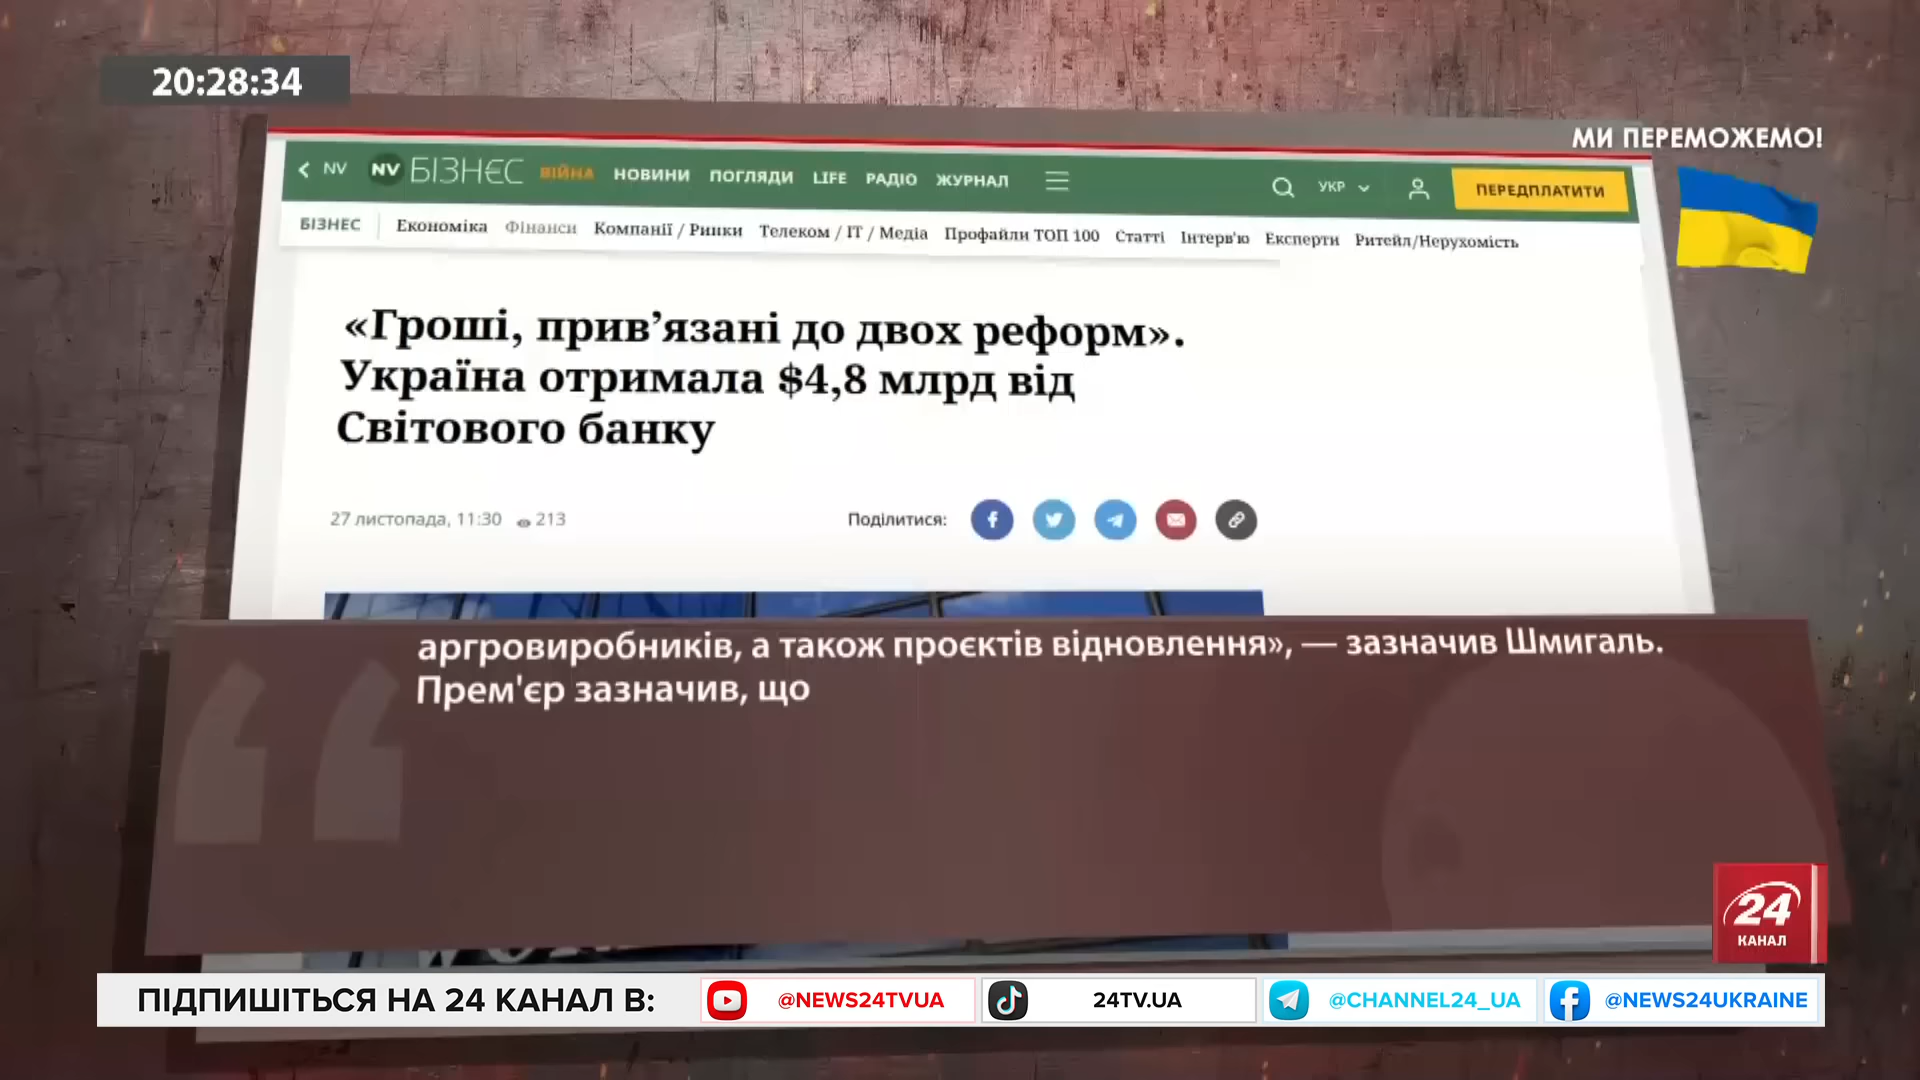 20:28:34
МИ ПЕРЕМОЖЕМО!
NV NV БІЗНЄС ВІЙНА НОВИНИ ПОГЛЯДИ LIFE РАДІО ЖУРНАЛ УКР ПЕРЕДПЛАТИТИ
БІЗНЕС Економіка Фінанси Компанії / Ринки Телеком / ІТ / Медіа Профайли ТОП 100 Статті Інтерв'ю Експерти Ритейл/Нерухомість
«Гроші, прив’язані до двох реформ».
Україна отримала $4,8 млрд від
Світового банку
27 листопада, 11:30 213 Поділитися:
аргровиробників, а також проєктів відновлення», — зазначив Шмигаль.
Прем'єр зазначив, що
24
КАНАЛ
ПІДПИШІТЬСЯ НА 24 КАНАЛ В: @NEWS24TVUA 24TV.UA @CHANNEL24_UA @NEWS24UKRAINE